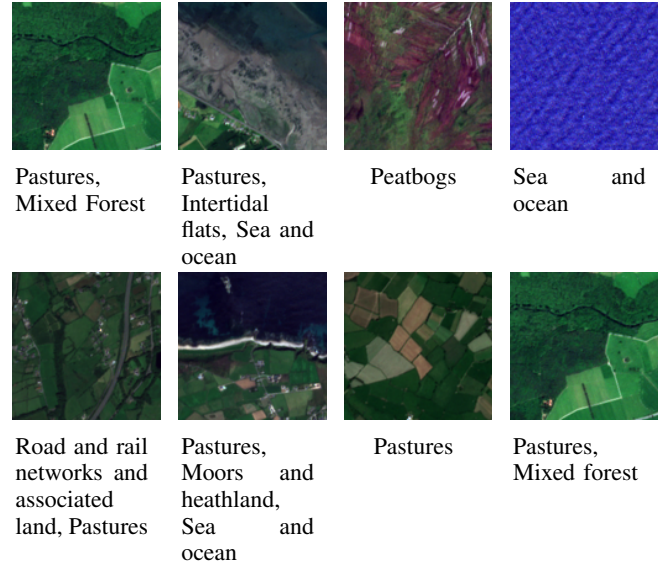 Pastures,
Mixed Forest
Pastures,
Intertidal
flats, Sea and
ocean
Peatbogs
Sea and
ocean
Road and rail
networks and
associated
land, Pastures
Pastures,
Moors and
heathland,
Sea and
ocean
Pastures
Pastures,
Mixed forest